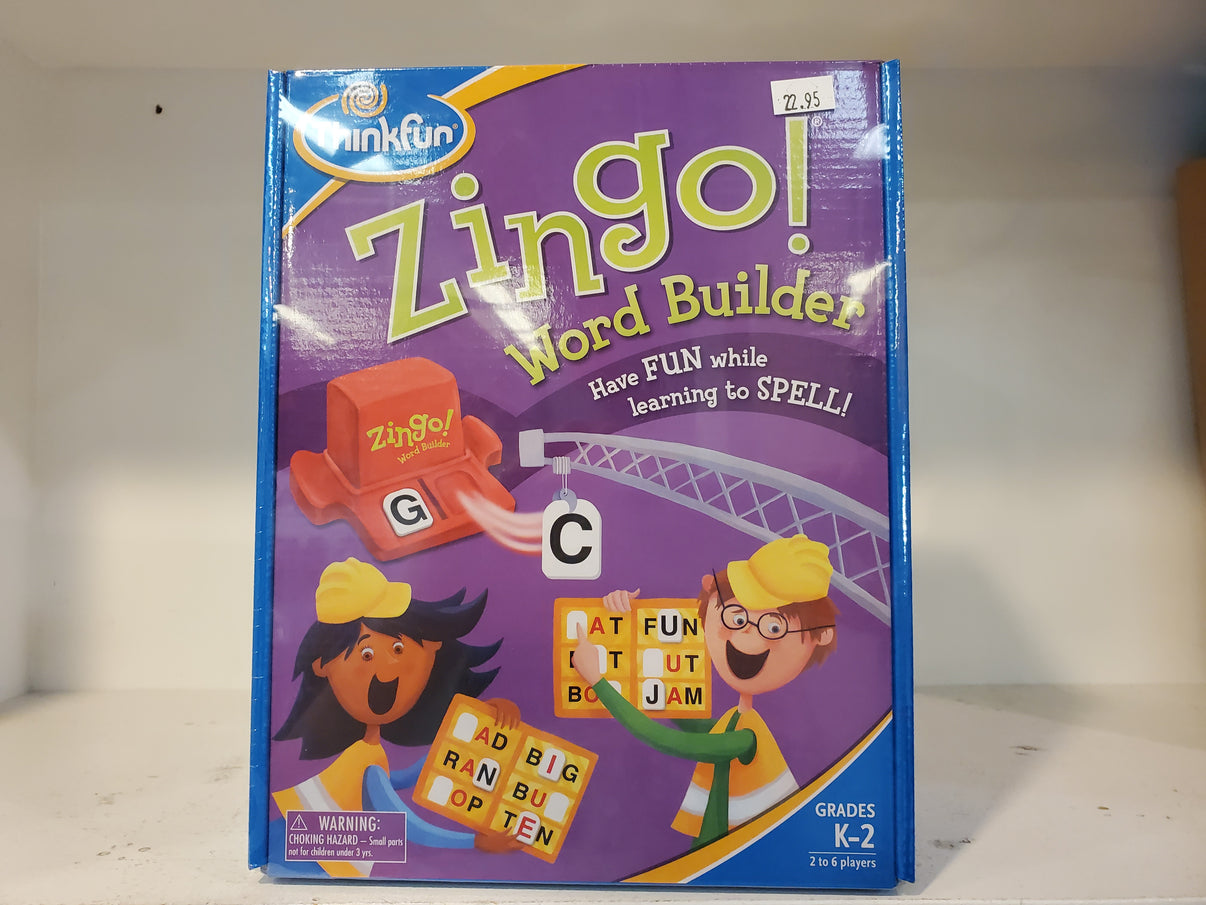 22.95
ThinkFun®
Zingo!®
Word Builder
Have FUN while
learning to SPELL!
Zingo!
Word Builder
G
C
AT FUN
T UT
BO JAM
AD BIG
RAN BU
OP TEN
⚠ WARNING:
CHOKING HAZARD — Small parts
not for children under 3 yrs.
GRADES
K–2
2 to 6 players